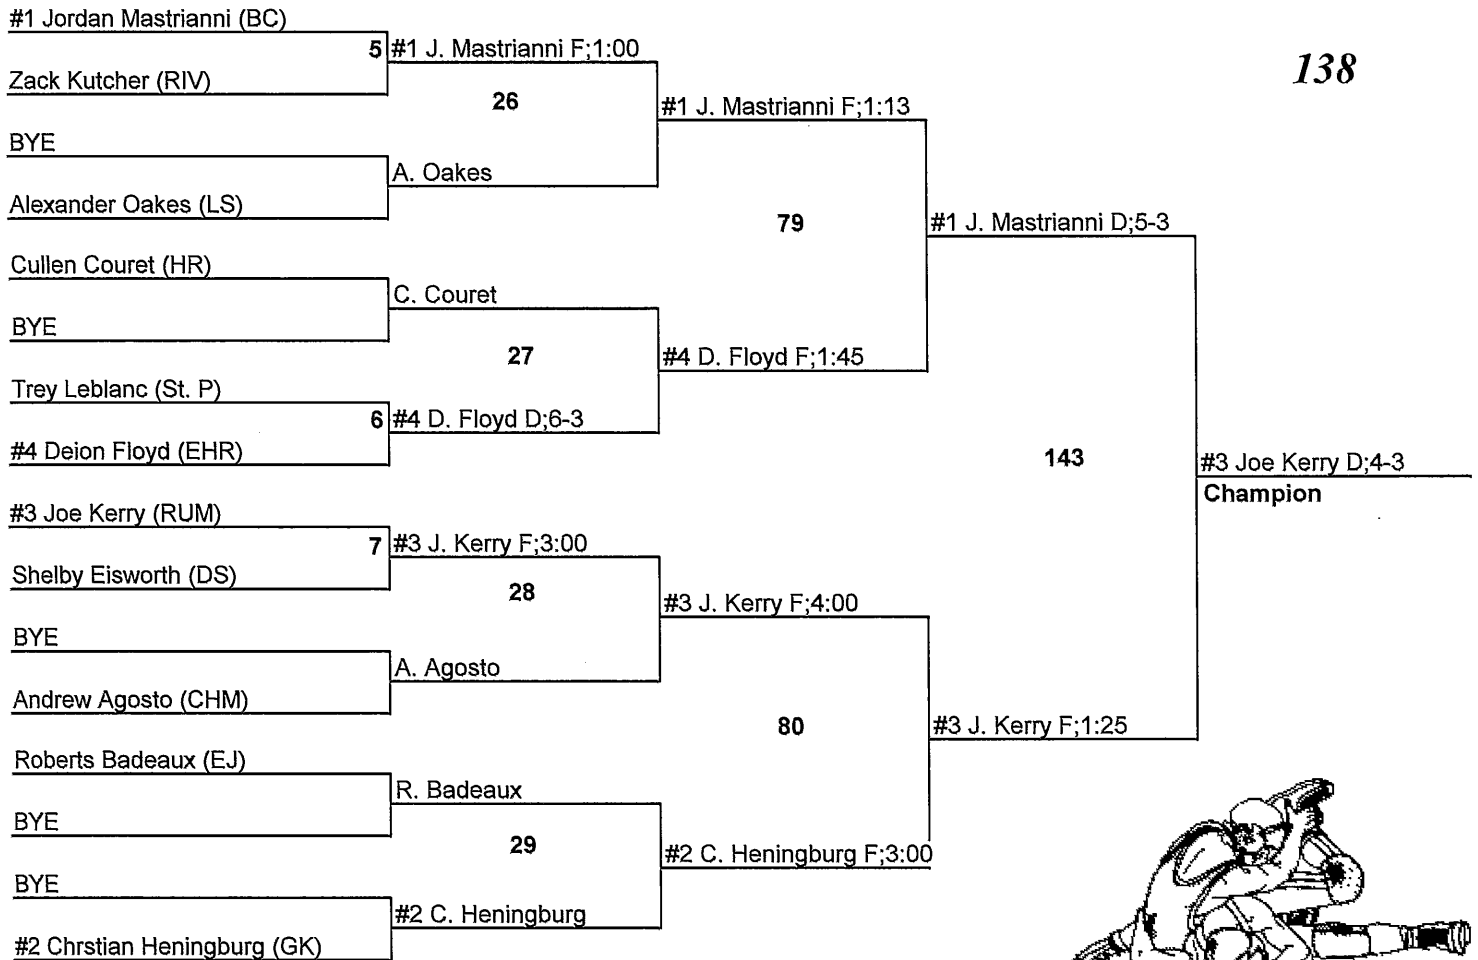 #1 Jordan Mastrianni (BC)
5 #1 J. Mastrianni F;1:00
138
Zack Kutcher (RIV)
26
#1 J. Mastrianni F;1:13
BYE
A. Oakes
Alexander Oakes (LS)
79
#1 J. Mastrianni D;5-3
Cullen Couret (HR)
C. Couret
BYE
27
#4 D. Floyd F;1:45
Trey Leblanc (St. P)
6 #4 D. Floyd D;6-3
#4 Deion Floyd (EHR)
143
#3 Joe Kerry D;4-3
Champion
#3 Joe Kerry (RUM)
7 #3 J. Kerry F;3:00
Shelby Eisworth (DS)
28
#3 J. Kerry F;4:00
BYE
A. Agosto
Andrew Agosto (CHM)
80
#3 J. Kerry F;1:25
Roberts Badeaux (EJ)
R. Badeaux
BYE
29
#2 C. Heningburg F;3:00
BYE
#2 C. Heningburg
#2 Chrstian Heningburg (GK)